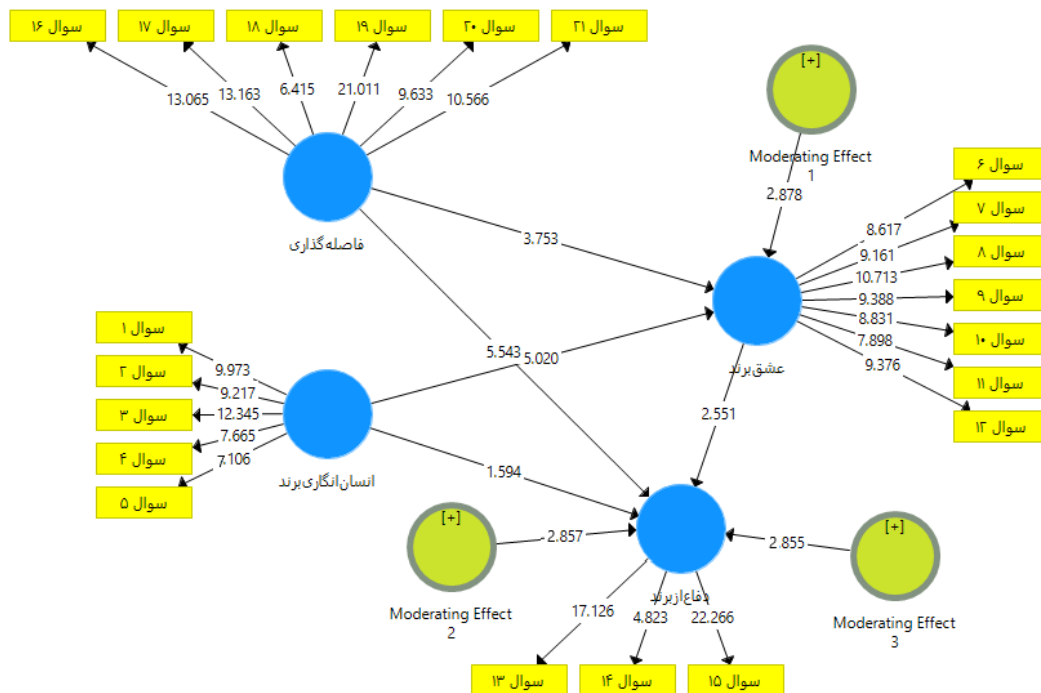 سوال ۱۶
سوال ۱۷
سوال ۱۸
سوال ۱۹
سوال ۲۰
سوال ۲۱
13.065
13.163
6.415
21.011
9.633
10.566
فاصله گذاری
[+]
Moderating Effect
1
2.878
3.753
سوال ۶
سوال ۷
سوال ۸
سوال ۹
سوال ۱۰
سوال ۱۱
سوال ۱۲
8.617
9.161
10.713
9.388
8.831
7.898
9.376
عشق برند
سوال ۱
سوال ۲
سوال ۳
سوال ۴
سوال ۵
9.973
9.217
12.345
7.665
7.106
انسان انگاری برند
5.543
5.020
2.551
1.594
[+]
Moderating Effect
2
2.857
دفاع از برند
2.855
[+]
Moderating Effect
3
17.126
4.823
22.266
سوال ۱۳
سوال ۱۴
سوال ۱۵